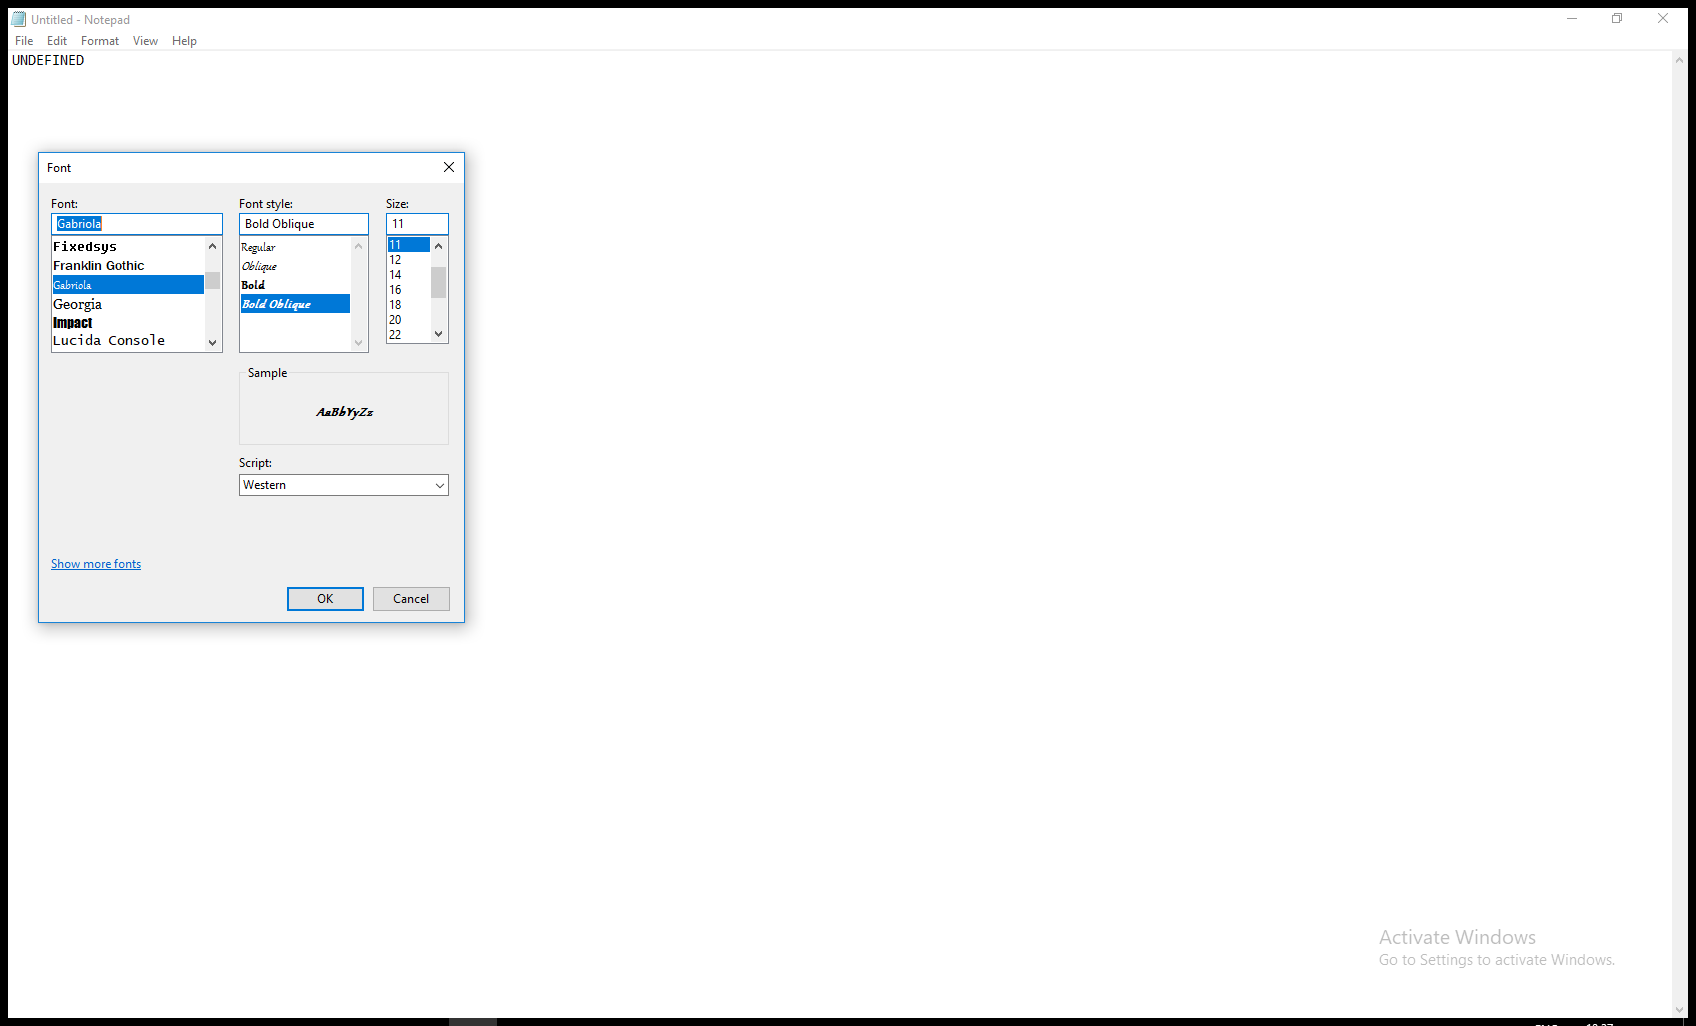 Untitled - Notepad
File Edit Format View Help
UNDEFINED
Font
Font: Font style: Size:
Gabriola Bold Oblique 11
Fixedsys
Franklin Gothic
Gabriola
Georgia
Impact
Lucida Console
Regular
Oblique
Bold
Bold Oblique
11
12
14
16
18
20
22
Sample
AaBbYyZz
Script:
Western
Show more fonts
OK Cancel
Activate Windows
Go to Settings to activate Windows.